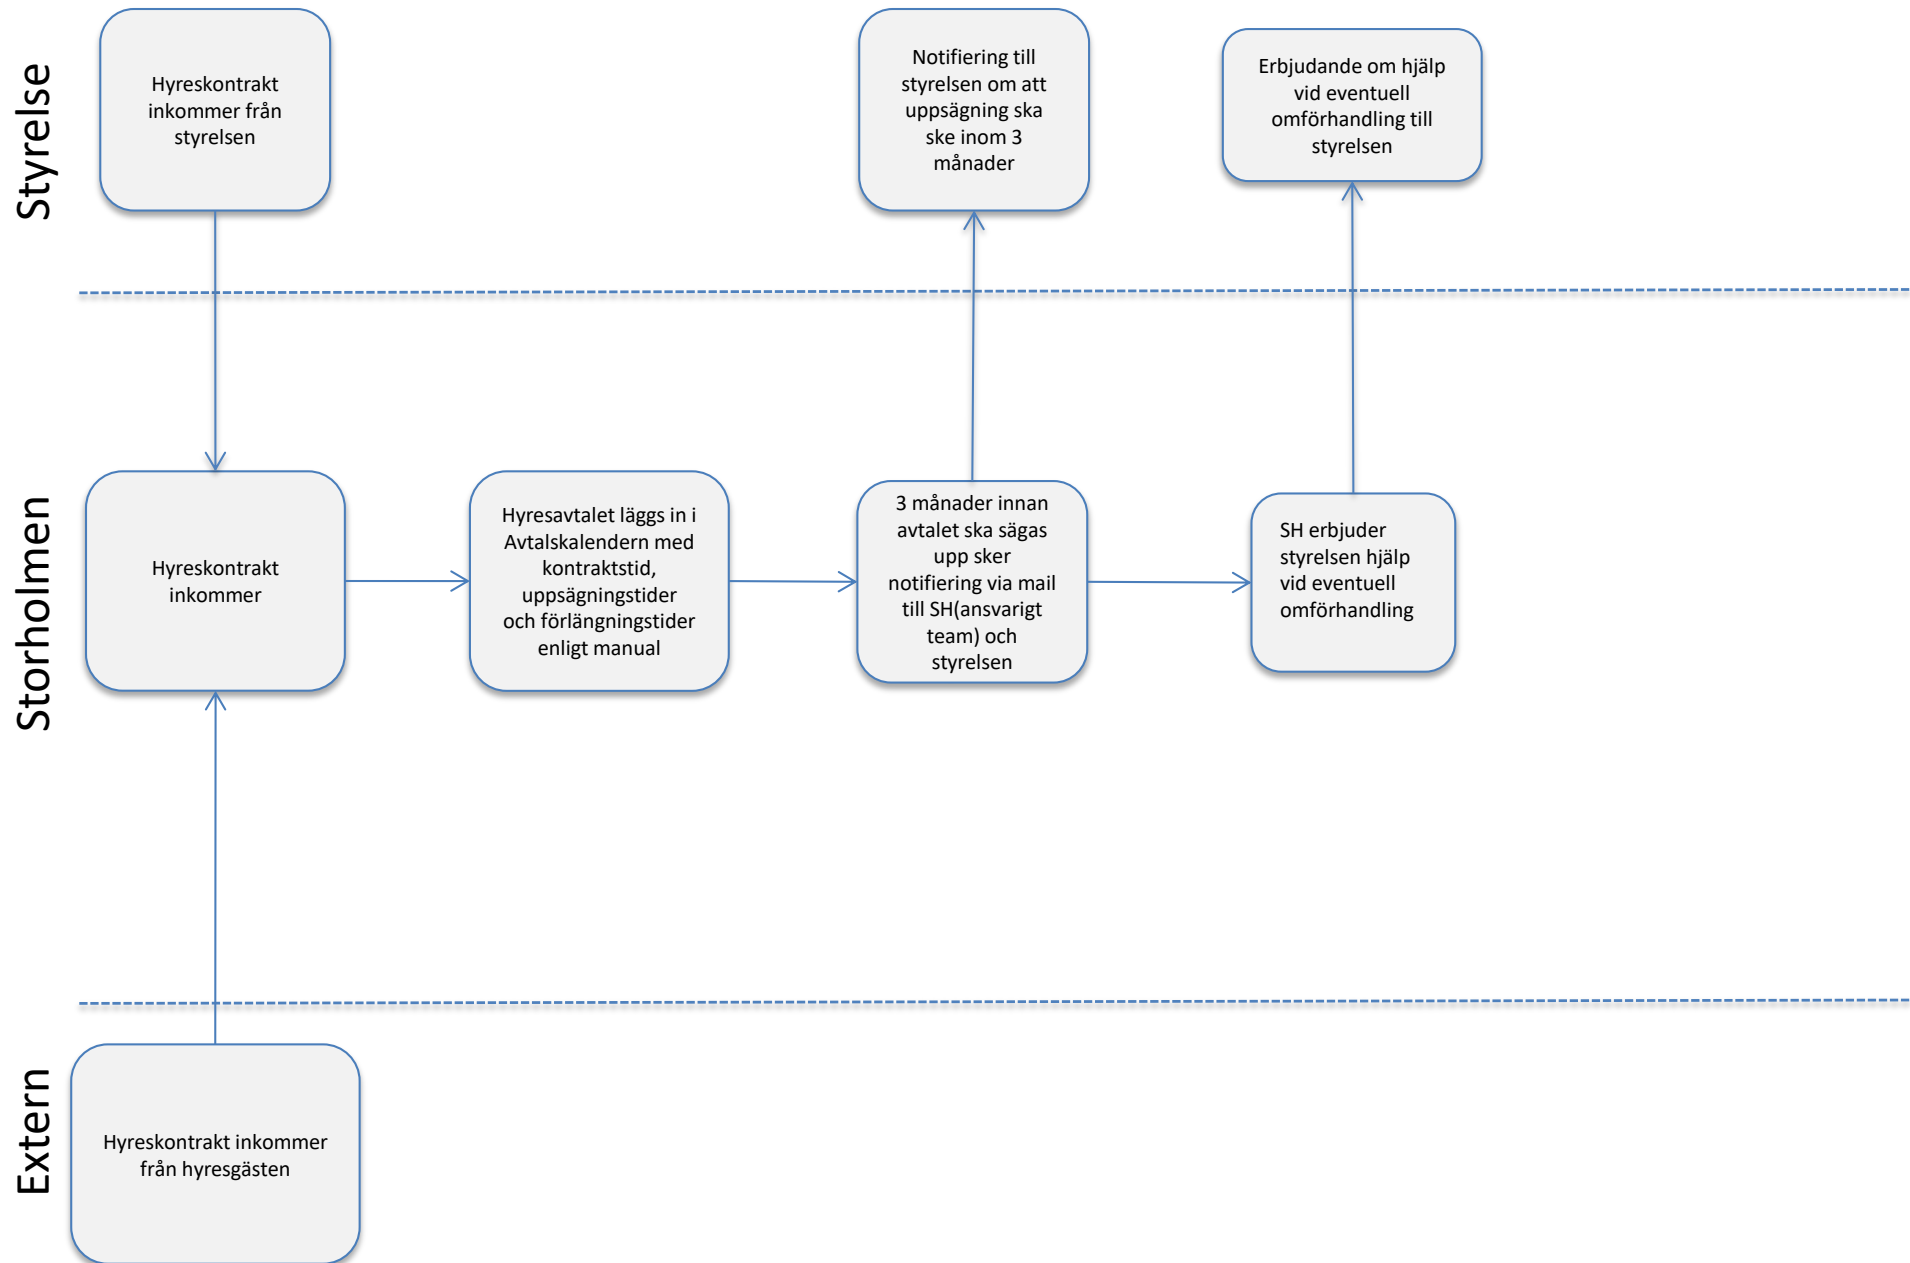 Styrelse
Hyreskontrakt
inkommer från
styrelsen
Notifiering till
styrelsen om att
uppsägning ska
ske inom 3
månader
Erbjudande om hjälp
vid eventuell
omförhandling till
styrelsen
Storholmen
Hyreskontrakt
inkommer
Hyresavtalet läggs in i
Avtalskalendern med
kontraktstid,
uppsägningstider
och förlängningstider
enligt manual
3 månader innan
avtalet ska sägas
upp sker
notifiering via mail
till SH(ansvarigt
team) och
styrelsen
SH erbjuder
styrelsen hjälp
vid eventuell
omförhandling
Extern
Hyreskontrakt inkommer
från hyresgästen